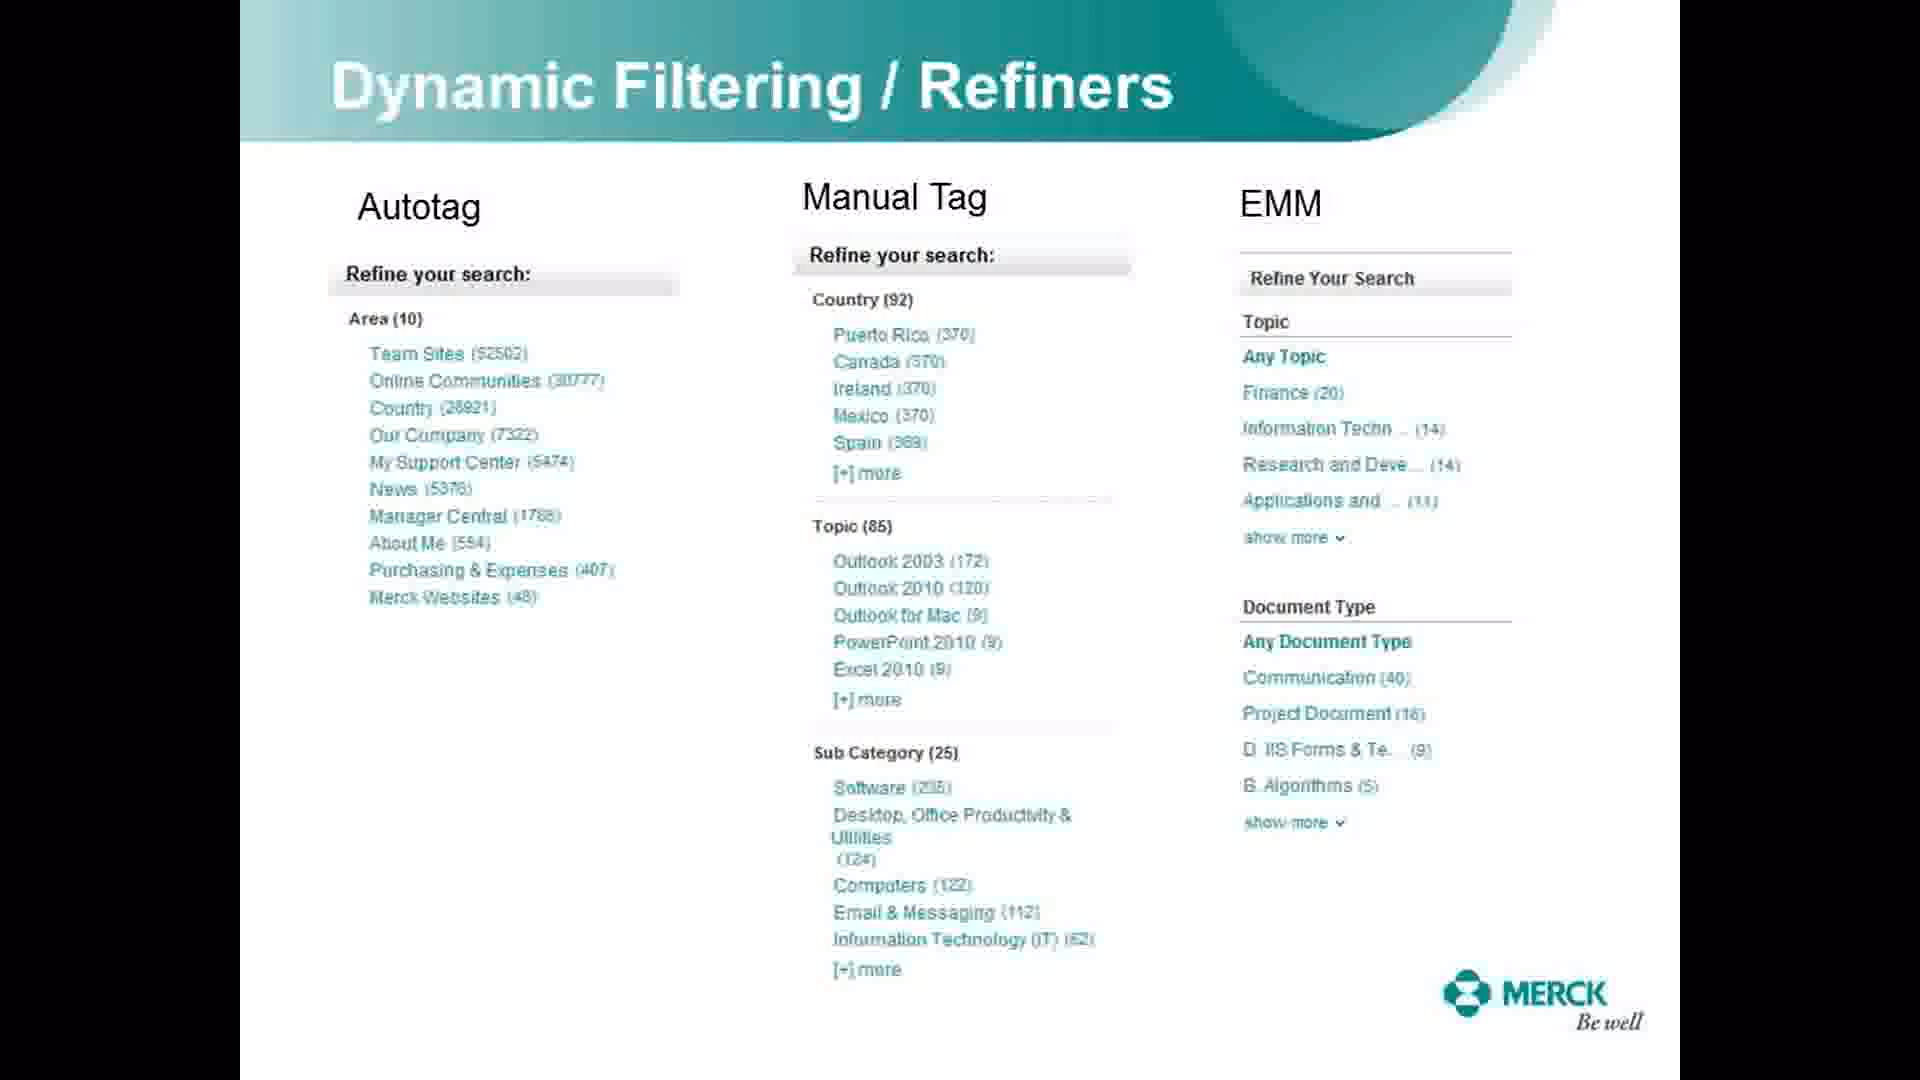 Dynamic Filtering / Refiners
Autotag
Refine your search:
Area (10)
Team Sites (52502)
Online Communities (30777)
Country (26921)
Our Company (7322)
My Support Center (5474)
News (5376)
Manager Central (1766)
About Me (554)
Purchasing & Expenses (407)
Merck Websites (48)
Manual Tag
Refine your search:
Country (92)
Puerto Rico (370)
Canada (370)
Ireland (370)
Mexico (370)
Spain (369)
[+] more
Topic (85)
Outlook 2003 (172)
Outlook 2010 (120)
Outlook for Mac (9)
PowerPoint 2010 (9)
Excel 2010 (9)
[+] more
Sub Category (25)
Software (235)
Desktop, Office Productivity &
Utilities
(124)
Computers (122)
Email & Messaging (112)
Information Technology (IT) (62)
[+] more
EMM
Refine Your Search
Topic
Any Topic
Finance (20)
Information Techn ... (14)
Research and Deve... (14)
Applications and ... (11)
show more
Document Type
Any Document Type
Communication (40)
Project Document (16)
D. IIS Forms & Te... (9)
B. Algorithms (5)
show more
MERCK
Be well